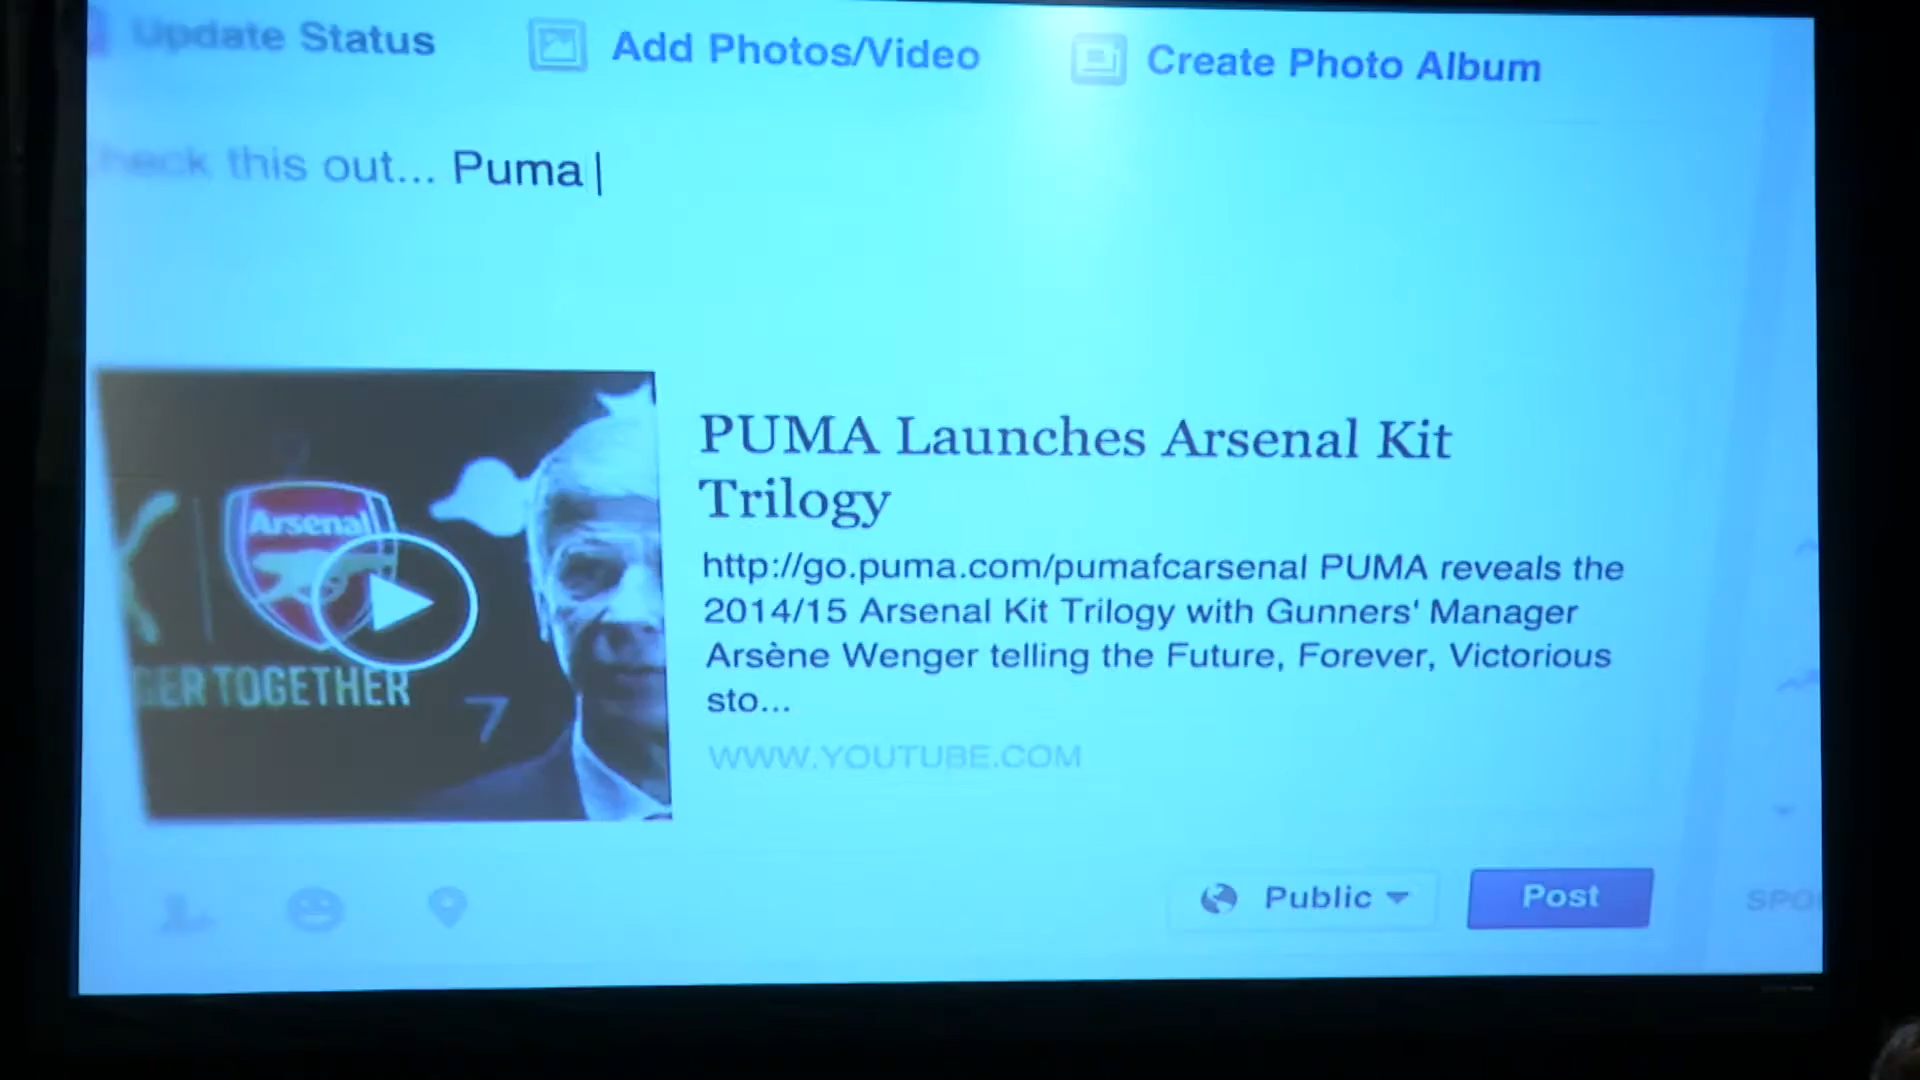 Update Status
Add Photos/Video
Create Photo Album
this out... Puma
Arsenal
GER TOGETHER
7
PUMA Launches Arsenal Kit
Trilogy
http://go.puma.com/pumafcarsenal PUMA reveals the
2014/15 Arsenal Kit Trilogy with Gunners' Manager
Arsène Wenger telling the Future, Forever, Victorious
sto...
WWW.YOUTUBE.COM
Public
Post